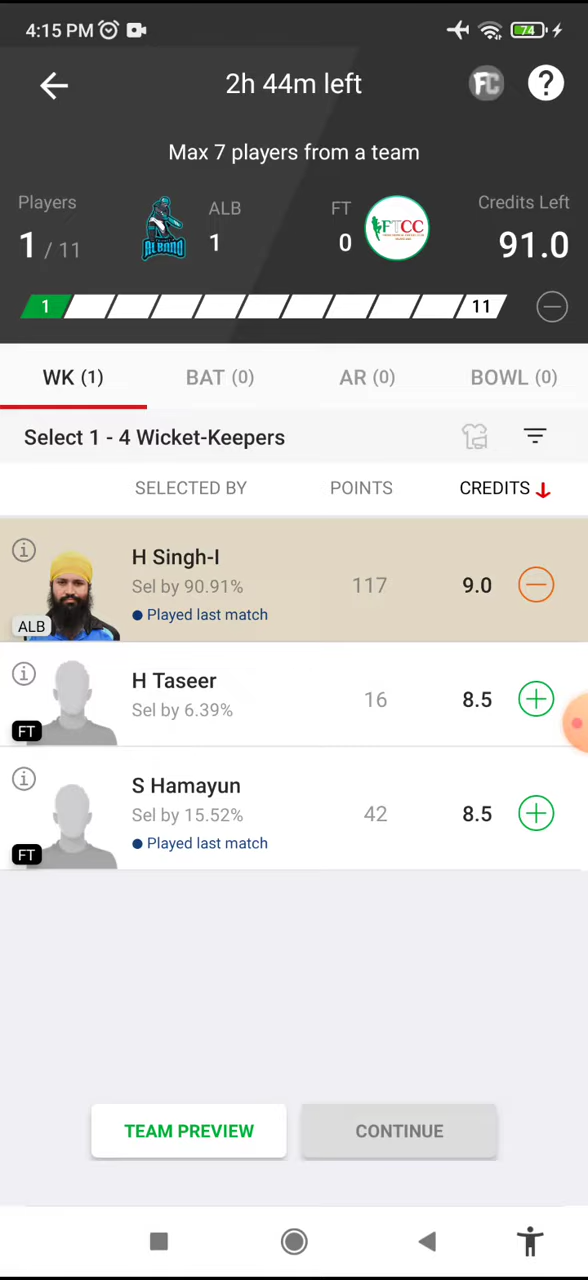 4:15 PM
74
2h 44m left
FC
?
Max 7 players from a team
Players
ALB
FT
Credits Left
1 / 11
1
0
91.0
ALBANO
FTCC
1
11
WK (1)
BAT (0)
AR (0)
BOWL (0)
Select 1 - 4 Wicket-Keepers
SELECTED BY
POINTS
CREDITS
H Singh-I
Sel by 90.91%
Played last match
117
9.0
ALB
H Taseer
Sel by 6.39%
16
8.5
FT
S Hamayun
Sel by 15.52%
Played last match
42
8.5
FT
TEAM PREVIEW
CONTINUE